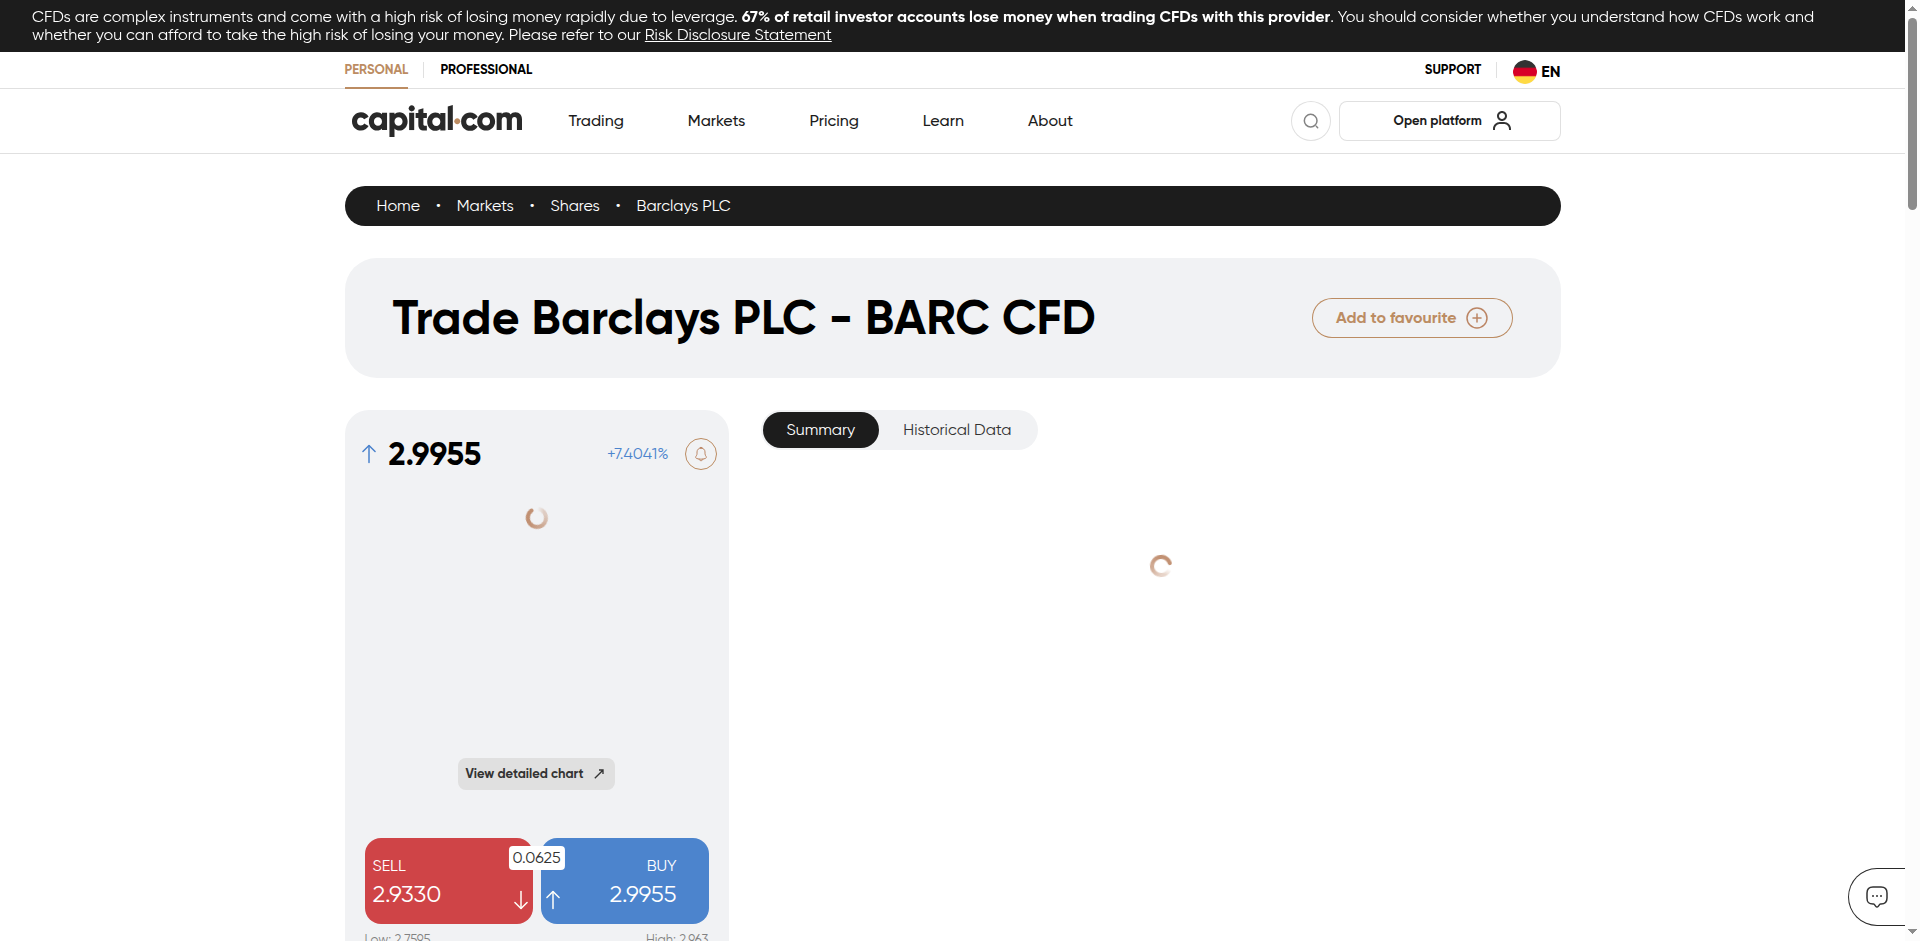 CFDs are complex instruments and come with a high risk of losing money rapidly due to leverage. 67% of retail investor accounts lose money when trading CFDs with this provider. You should consider whether you understand how CFDs work and
whether you can afford to take the high risk of losing your money. Please refer to our Risk Disclosure Statement
PERSONAL PROFESSIONAL SUPPORT EN
capital.com Trading Markets Pricing Learn About Open platform
Home • Markets • Shares • Barclays PLC
Trade Barclays PLC - BARC CFD Add to favourite
2.9955 +7.4041% Summary Historical Data
View detailed chart
SELL 0.0625 BUY
2.9330 2.9955
Low: 2.7595 High: 2.963